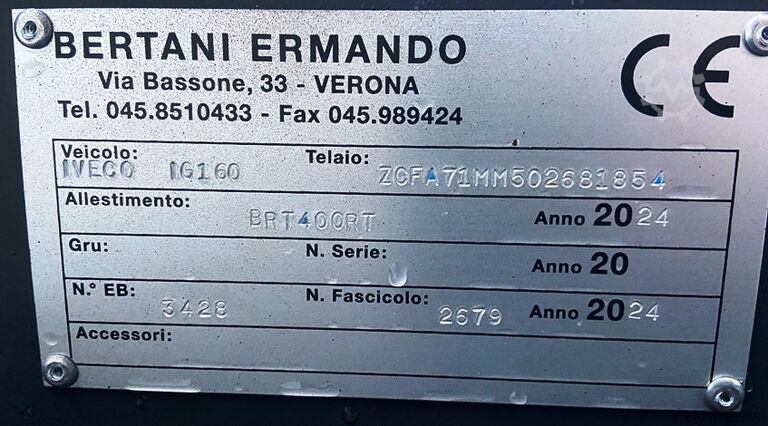 BERTANI ERMANDO
Via Bassone, 33 - VERONA
Tel. 045.8510433 - Fax 045.989424
CE
Veicolo: IVECO IG160 Telaio: ZCFA71MM502681854
Allestimento: BRT400RT Anno 2024
Gru: N. Serie: Anno 20
N.° EB: 3428 N. Fascicolo: 2679 Anno 2024
Accessori: